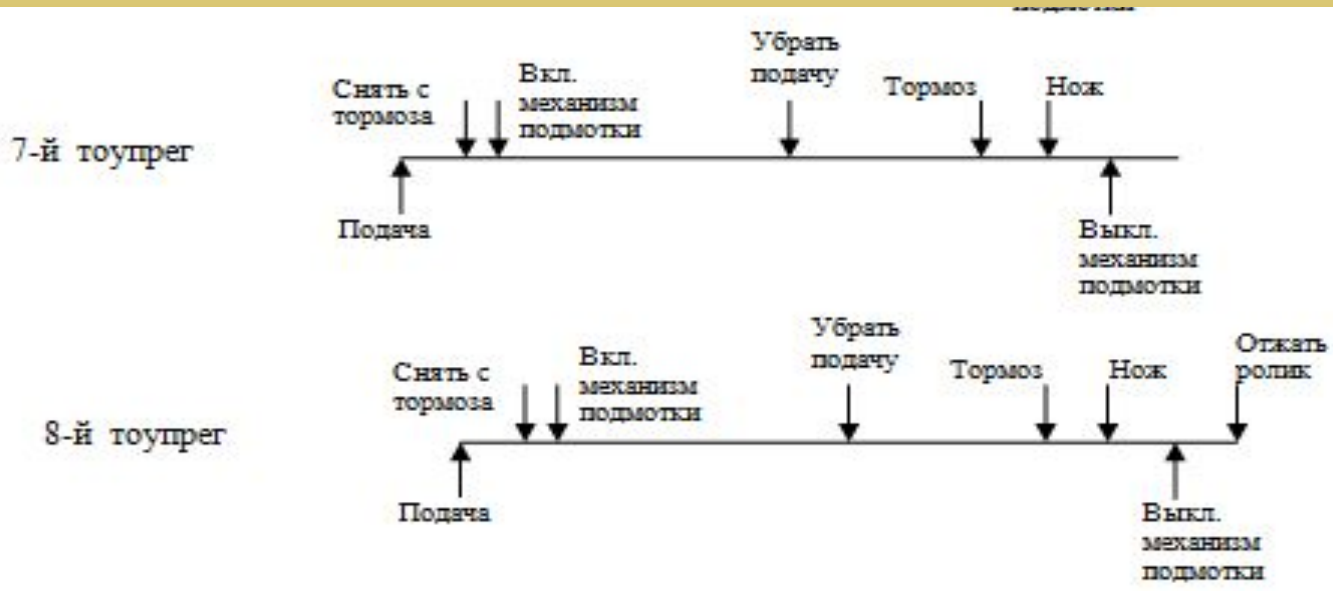 Убрать
подачу
Вкл.
механизм
подмотки
Снять с
тормоза
Тормоз
Нож
7-й тоупрег
Подача
Выкл.
механизм
подмотки
Убрать
подачу
Отжать
ролик
Вкл.
механизм
подмотки
Снять с
тормоза
Тормоз
Нож
8-й тоупрег
Подача
Выкл.
механизм
подмотки